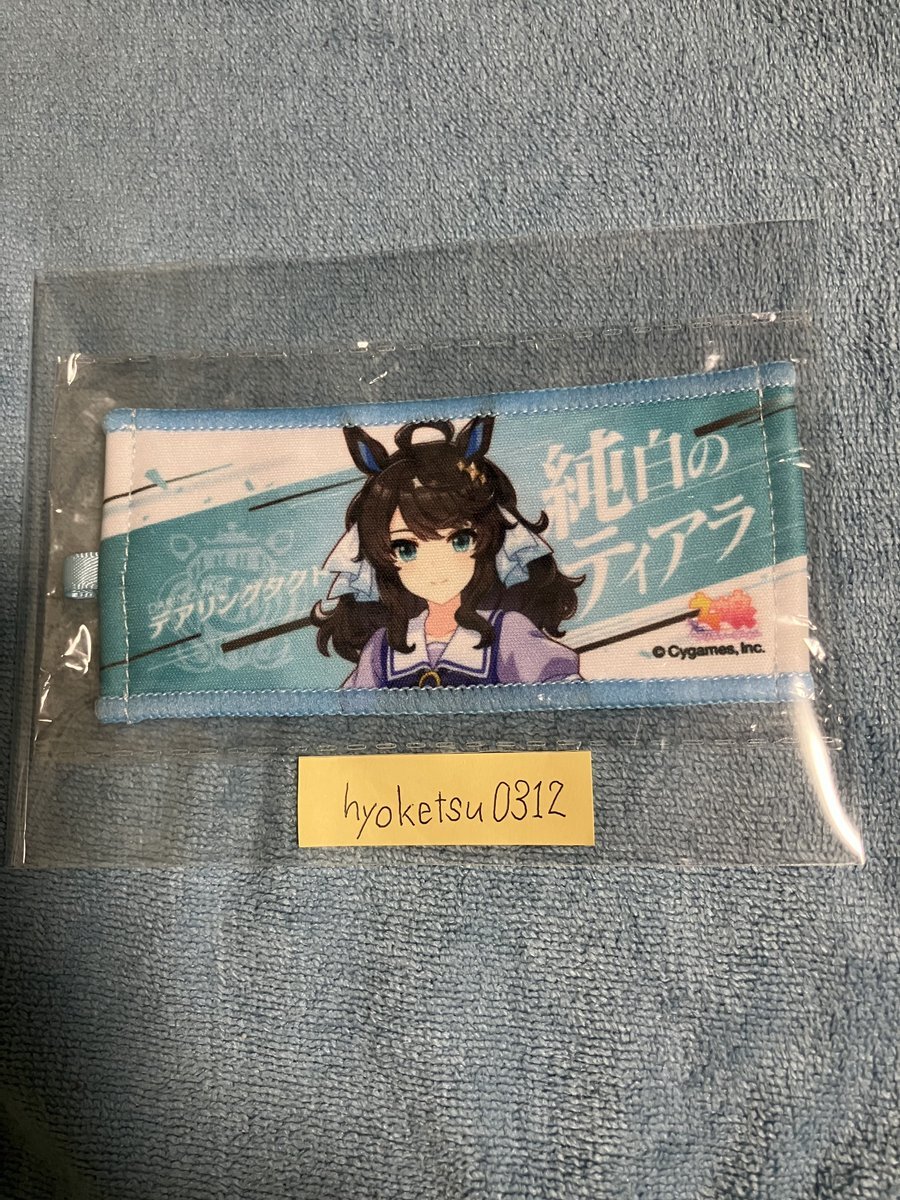 純白の
ティアラ
デアリングタクト
© Cygames, Inc.
hyoketsu0312